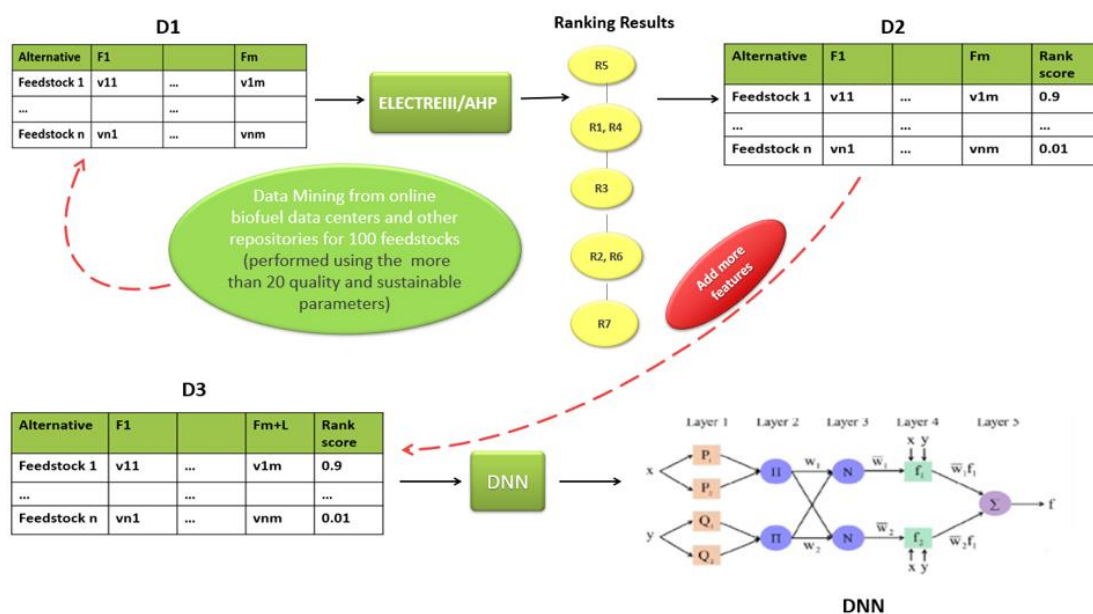 D1
Alternative F1 Fm
Feedstock 1 v11 ... v1m
... ...
Feedstock n vn1 ... vnm
ELECTREIII/AHP
Ranking Results
R5
R1, R4
R3
R2, R6
R7
D2
Alternative F1 Fm Rank
score
Feedstock 1 v11 ... v1m 0.9
... ... ...
Feedstock n vn1 ... vnm 0.01
Data Mining from online
biofuel data centers and other
repositories for 100 feedstocks
(performed using the more
than 20 quality and sustainable
parameters)
Add more
features
D3
Alternative F1 Fm+L Rank
score
Feedstock 1 v11 ... v1m 0.9
... ... ...
Feedstock n vn1 ... vnm 0.01
DNN
Layer 1 Layer 2 Layer 3 Layer 4 Layer 5
x y
x P₁ Π w₁ N w̅₁ f₁ w̅₁f₁
P₂
Σ f
y Q₁ Π w₂ N w̅₂ f₂ w̅₂f₁
x y
DNN